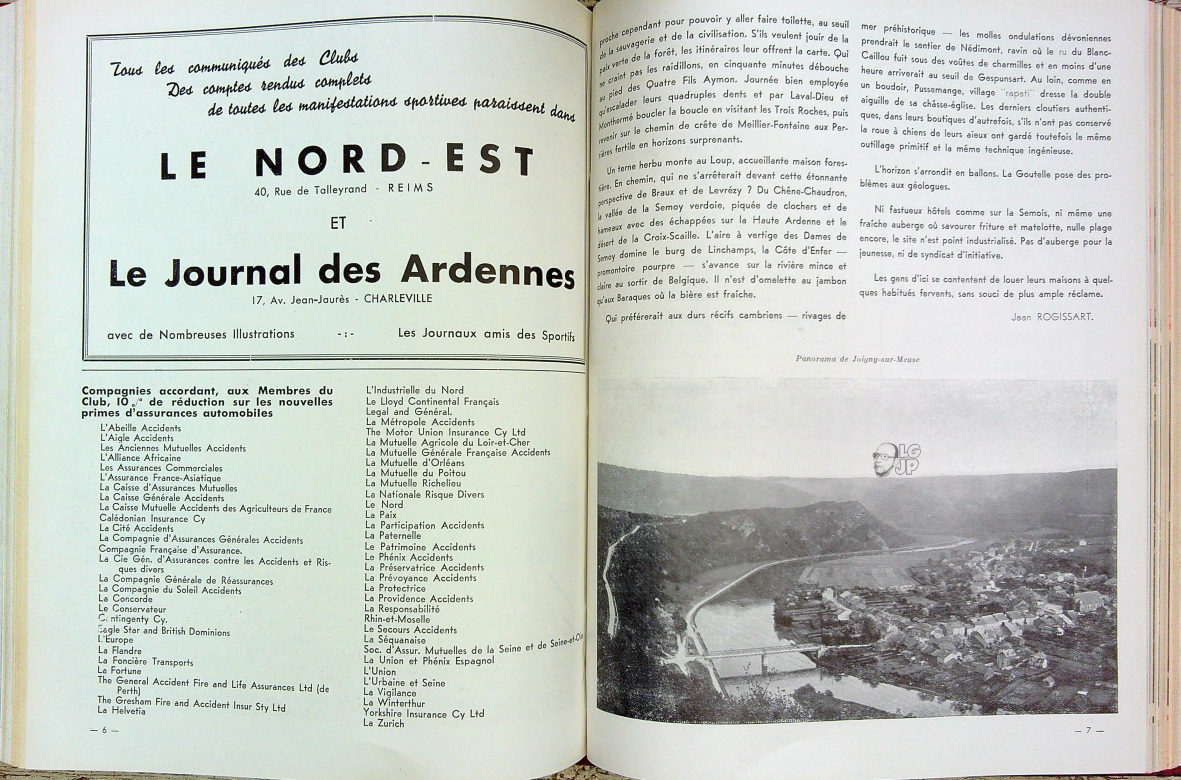 Tous les communiqués des Clubs
Des comptes rendus complets
de toutes les manifestations sportives paraissent dans
LE NORD-EST
40, Rue de Talleyrand - REIMS
ET
Le Journal des Ardennes
17, Av. Jean-Jaurès - CHARLEVILLE
avec de Nombreuses Illustrations -:- Les Journaux amis des Sportifs
Compagnies accordant, aux Membres du
Club, 10 % de réduction sur les nouvelles
primes d'assurances automobiles
L'Abeille Accidents
L'Aigle Accidents
Les Anciennes Mutuelles Accidents
L'Alliance Africaine
Les Assurances Commerciales
L'Assurance France-Asiatique
La Caisse d'Assurances Mutuelles
La Caisse Générale Accidents
La Caisse Mutuelle Accidents des Agriculteurs de France
Calédonian Insurance Cy
La Cité Accidents
La Compagnie d'Assurances Générales Accidents
Compagnie Française d'Assurance.
La Cie Gén. d'Assurances contre les Accidents et Ris-
ques divers
La Compagnie Générale de Réassurances
La Compagnie du Soleil Accidents
La Concorde
Le Conservateur
Contingenty Cy.
Eagle Star and British Dominions
L'Europe
La Flandre
La Foncière Transports
La Fortune
The General Accident Fire and Life Assurances Ltd (de
Perth)
The Gresham Fire and Accident Insur Sty Ltd
La Helvetia
L'Industrielle du Nord
Le Lloyd Continental Français
Legal and Général.
La Métropole Accidents
The Motor Union Insurance Cy Ltd
La Mutuelle Agricole du Loir-et-Cher
La Mutuelle Générale Française Accidents
La Mutuelle d'Orléans
La Mutuelle du Poitou
La Mutuelle Richelieu
La Nationale Risque Divers
Le Nord
La Paix
La Participation Accidents
La Paternelle
Le Patrimoine Accidents
Le Phénix Accidents
La Préservatrice Accidents
La Prévoyance Accidents
La Protectrice
La Providence Accidents
La Responsabilité
Rhin-et-Moselle
Le Secours Accidents
La Séquanaise
Soc. d'Assur. Mutuelles de la Seine et de Seine-et-Oise
La Union et Phénix Espagnol
L'Union
L'Urbaine et Seine
La Vigilance
La Winterthur
Yorkshire Insurance Cy Ltd
La Zurich
— 6 —
proche cependant pour pouvoir y aller faire toilette, au seuil
de la sauvagerie et de la civilisation. S'ils veulent jouir de la
paix verte de la forêt, les itinéraires leur offrent la carte. Qui
ne craint pas les raidillons, en cinquante minutes débouche
au pied des Quatre Fils Aymon. Journée bien employée
qu'escalader leurs quadruples dents et par Laval-Dieu et
Monthermé boucler la boucle en visitant les Trois Roches, puis
revenir sur le chemin de crête de Meillier-Fontaine aux Per-
rières fertile en horizons surprenants.
Un terne herbu monte au Loup, accueillante maison fores-
tière. En chemin, qui ne s'arrêterait devant cette étonnante
perspective de Braux et de Levrézy ? Du Chêne-Chaudron,
la vallée de la Semoy verdoie, piquée de clochers et de
hameaux avec des échappées sur la Haute Ardenne et le
désert de la Croix-Scaille. L'aire à vertige des Dames de
Semoy domine le burg de Linchamps, la Côte d'Enfer —
promontoire pourpre — s'avance sur la rivière mince et
claire au sortir de Belgique. Il n'est d'omelette au jambon
qu'aux Baraques où la bière est fraîche.
Qui préférerait aux durs récifs cambriens — rivages de
mer préhistorique — les molles ondulations dévoniennes
prendrait le sentier de Nédimont, ravin où le ru du Blanc-
Caillou fuit sous des voûtes de charmilles et en moins d'une
heure arriverait au seuil de Gespunsart. Au loin, comme en
un boudoir, Pussemange, village "rapati" dresse la double
aiguille de sa châsse-église. Les derniers cloutiers authenti-
ques, dans leurs boutiques d'autrefois, s'ils n'ont pas conservé
la roue à chiens de leurs aïeux ont gardé toutefois le même
outillage primitif et la même technique ingénieuse.
L'horizon s'arrondit en ballons. La Goutelle pose des pro-
blèmes aux géologues.
Ni fastueux hôtels comme sur la Semois, ni même une
fraîche auberge où savourer friture et matelotte, nulle plage
encore, le site n'est point industrialisé. Pas d'auberge pour la
jeunesse, ni de syndicat d'initiative.
Les gens d'ici se contentent de louer leurs maisons à quel-
ques habitués fervents, sans souci de plus ample réclame.
Jean ROGISSART.
Panorama de Joigny-sur-Meuse
LG
JP
— 7 —